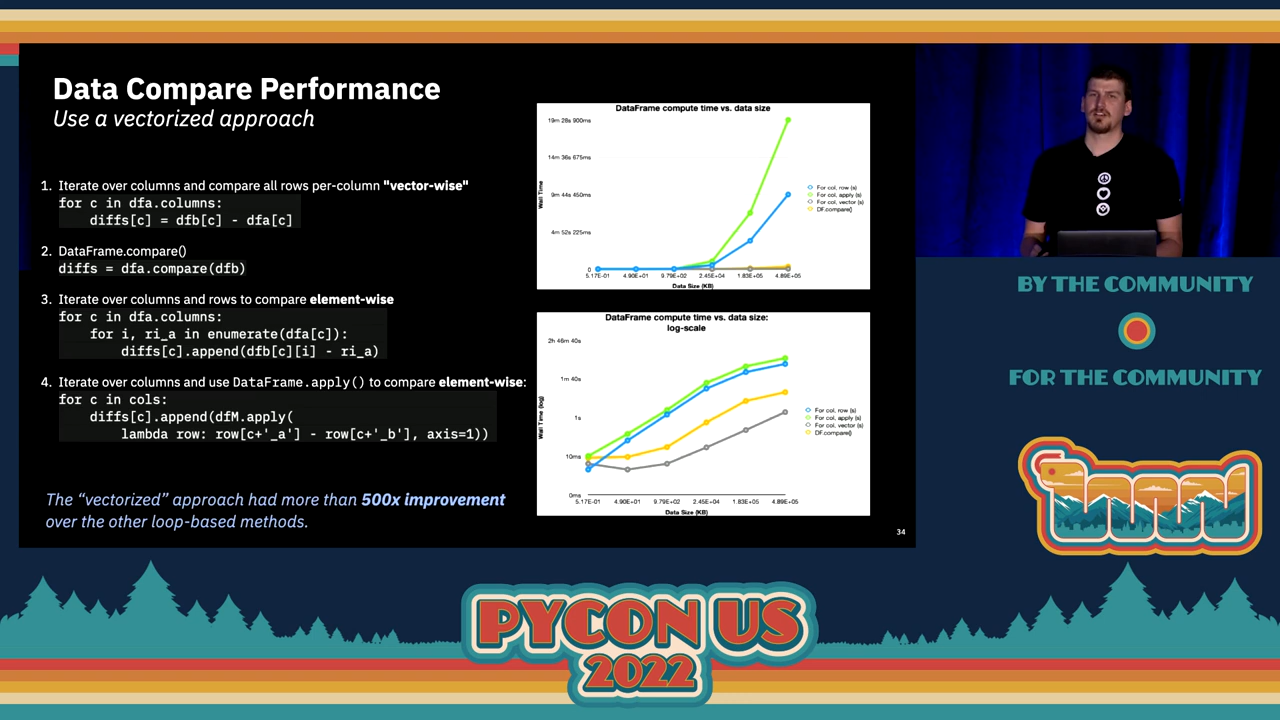 Data Compare Performance
Use a vectorized approach
1. Iterate over columns and compare all rows per-column "vector-wise"
for c in dfa.columns:
diffs[c] = dfb[c] - dfa[c]
2. DataFrame.compare()
diffs = dfa.compare(dfb)
3. Iterate over columns and rows to compare element-wise
for c in dfa.columns:
for i, ri_a in enumerate(dfa[c]):
diffs[c].append(dfb[c][i] - ri_a)
4. Iterate over columns and use DataFrame.apply() to compare element-wise:
for c in cols:
diffs[c].append(dfM.apply(
lambda row: row[c+'_a'] - row[c+'_b'], axis=1))
The “vectorized” approach had more than 500x improvement
over the other loop-based methods.
DataFrame compute time vs. data size
19m 28s 900ms
14m 36s 675ms
9m 44s 450ms
4m 52s 225ms
0
Wall Time
5.17E-01 4.90E+01 9.79E+02 2.45E+04 1.83E+05 4.89E+05
Data Size (KB)
For col, row (s)
For col, apply (s)
For col, vector (s)
DF.compare()
DataFrame compute time vs. data size:
log-scale
2h 46m 40s
1m 40s
1s
10ms
0ms
Wall Time (log)
5.17E-01 4.90E+01 9.79E+02 2.45E+04 1.83E+05 4.89E+05
Data Size (KB)
For col, row (s)
For col, apply (s)
For col, vector (s)
DF.compare()
34
BY THE COMMUNITY
FOR THE COMMUNITY
PYCON US
2022